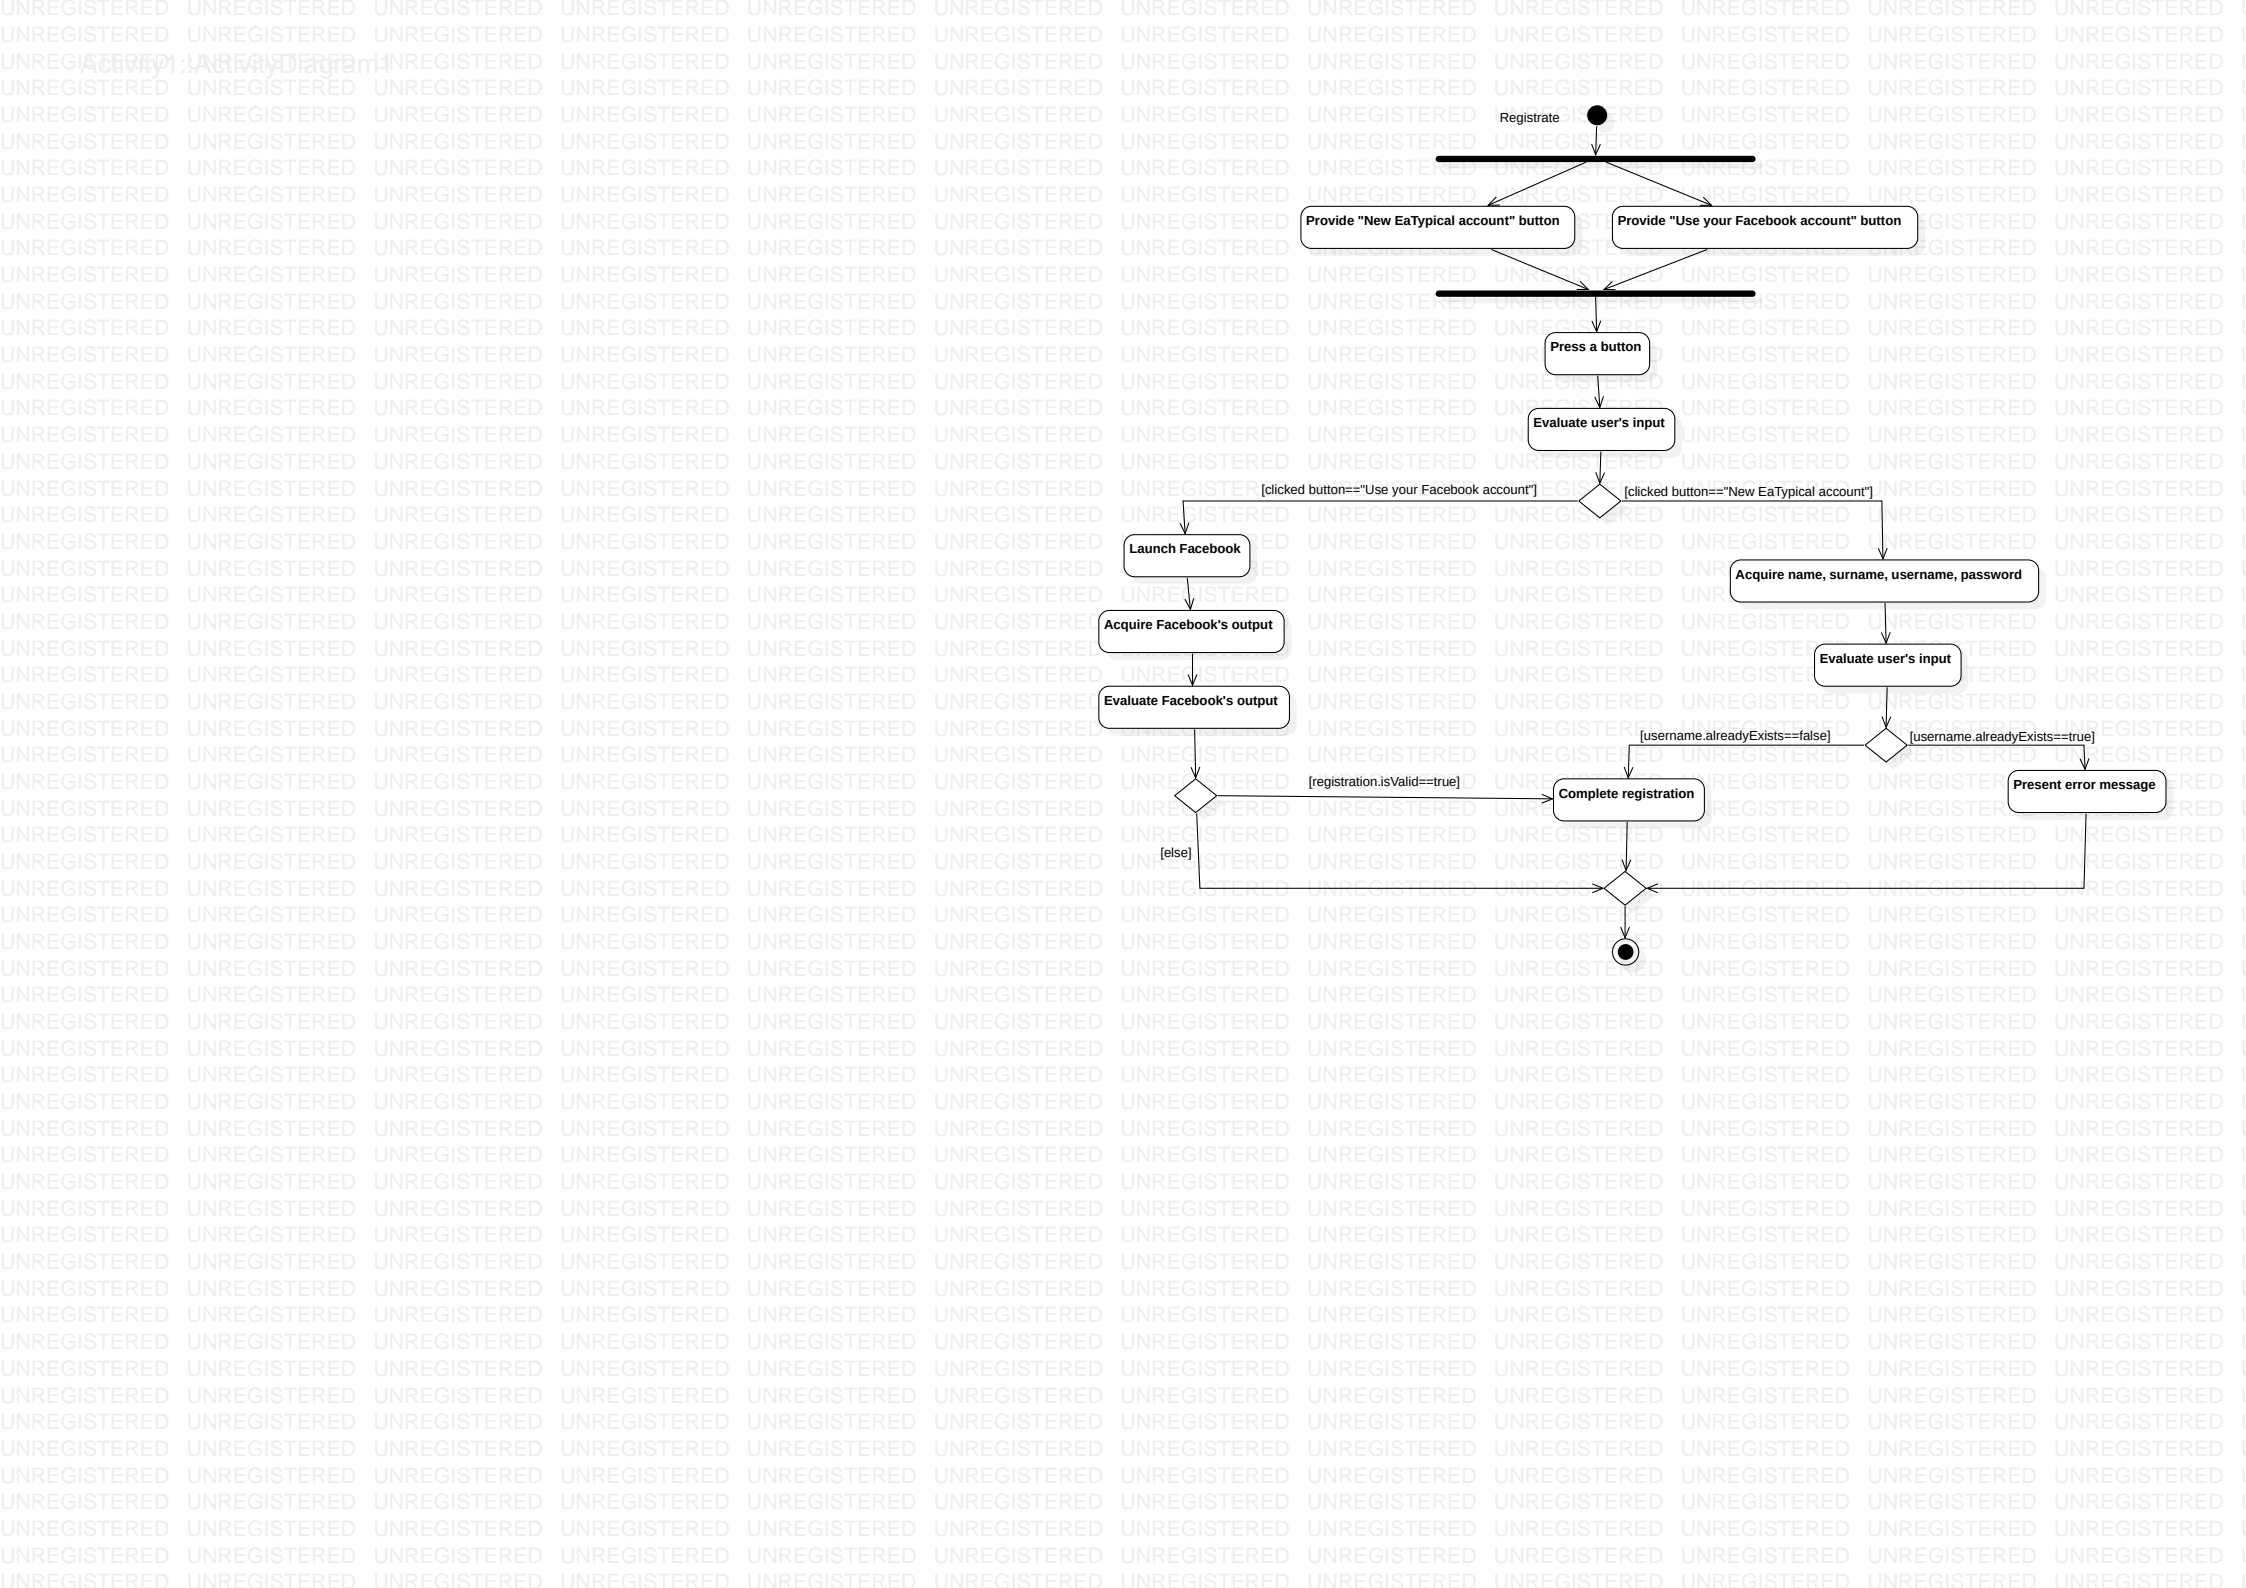 Activity1::ActivityDiagram1
Registrate
Provide "New EaTypical account" button
Provide "Use your Facebook account" button
Press a button
Evaluate user's input
[clicked button=="Use your Facebook account"]
[clicked button=="New EaTypical account"]
Launch Facebook
Acquire name, surname, username, password
Acquire Facebook's output
Evaluate user's input
Evaluate Facebook's output
[username.alreadyExists==false]
[username.alreadyExists==true]
[registration.isValid==true]
Complete registration
Present error message
[else]
UNREGISTERED